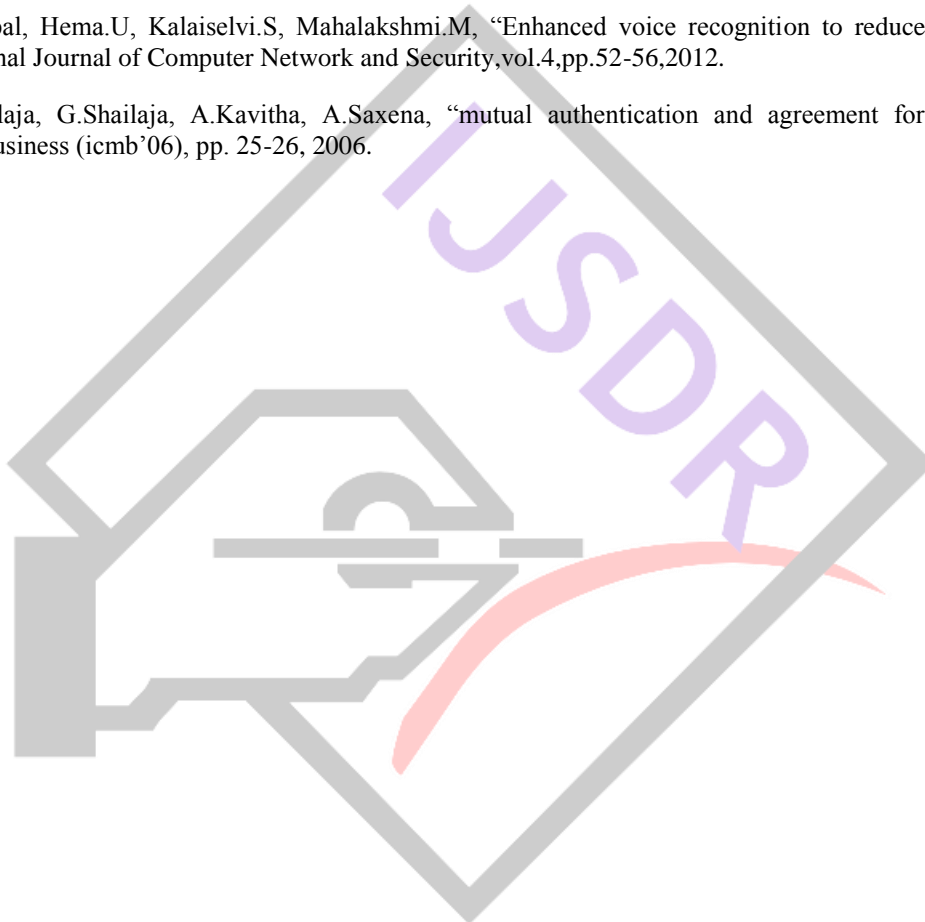 pal, Hema.U, Kalaiselvi.S, Mahalakshmi.M, “Enhanced voice recognition to reduce
nal Journal of Computer Network and Security,vol.4,pp.52-56,2012.
laja, G.Shailaja, A.Kavitha, A.Saxena, “mutual authentication and agreement for
usiness (icmb’06), pp. 25-26, 2006.
IJSDR